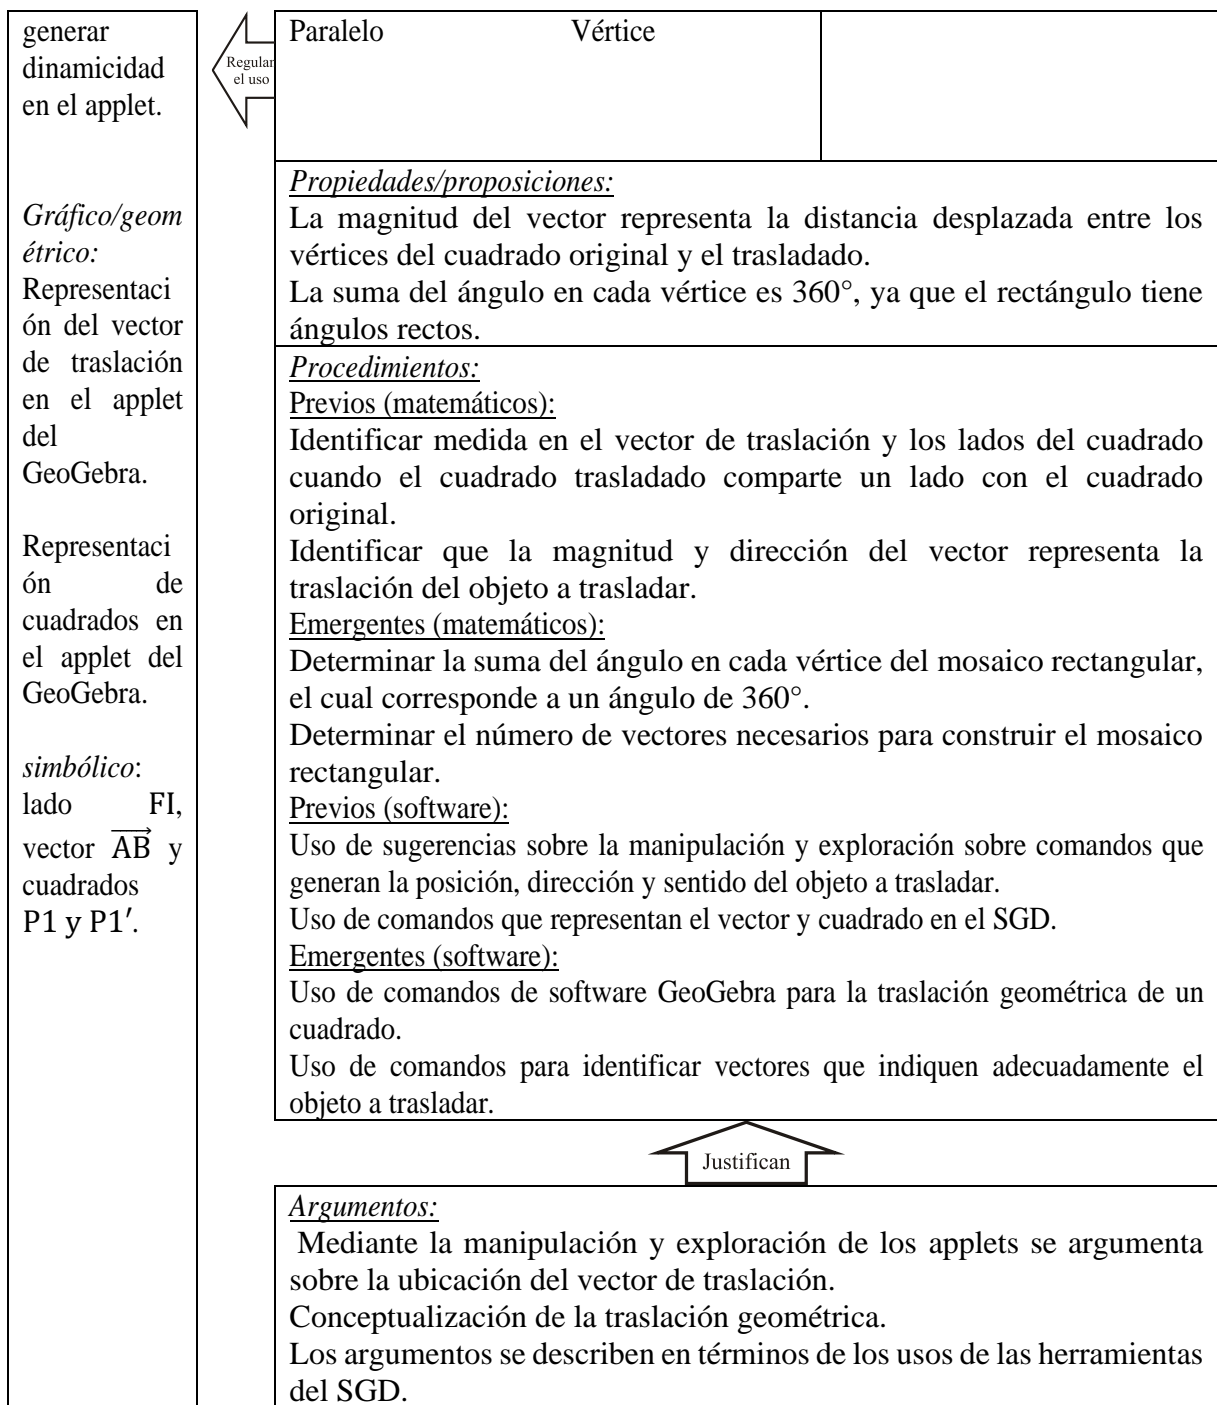 generar
dinamicidad
en el applet.
Gráfico/geom
étrico:
Representaci
ón del vector
de traslación
en el applet
del
GeoGebra.
Representaci
ón de
cuadrados en
el applet del
GeoGebra.
simbólico:
lado FI,
vector \overrightarrow{AB} y
cuadrados
P1 y P1′.
Regular
el uso
Paralelo Vértice
Propiedades/proposiciones:
La magnitud del vector representa la distancia desplazada entre los
vértices del cuadrado original y el trasladado.
La suma del ángulo en cada vértice es 360°, ya que el rectángulo tiene
ángulos rectos.
Procedimientos:
Previos (matemáticos):
Identificar medida en el vector de traslación y los lados del cuadrado
cuando el cuadrado trasladado comparte un lado con el cuadrado
original.
Identificar que la magnitud y dirección del vector representa la
traslación del objeto a trasladar.
Emergentes (matemáticos):
Determinar la suma del ángulo en cada vértice del mosaico rectangular,
el cual corresponde a un ángulo de 360°.
Determinar el número de vectores necesarios para construir el mosaico
rectangular.
Previos (software):
Uso de sugerencias sobre la manipulación y exploración sobre comandos que
generan la posición, dirección y sentido del objeto a trasladar.
Uso de comandos que representan el vector y cuadrado en el SGD.
Emergentes (software):
Uso de comandos de software GeoGebra para la traslación geométrica de un
cuadrado.
Uso de comandos para identificar vectores que indiquen adecuadamente el
objeto a trasladar.
Justifican
Argumentos:
Mediante la manipulación y exploración de los applets se argumenta
sobre la ubicación del vector de traslación.
Conceptualización de la traslación geométrica.
Los argumentos se describen en términos de los usos de las herramientas
del SGD.